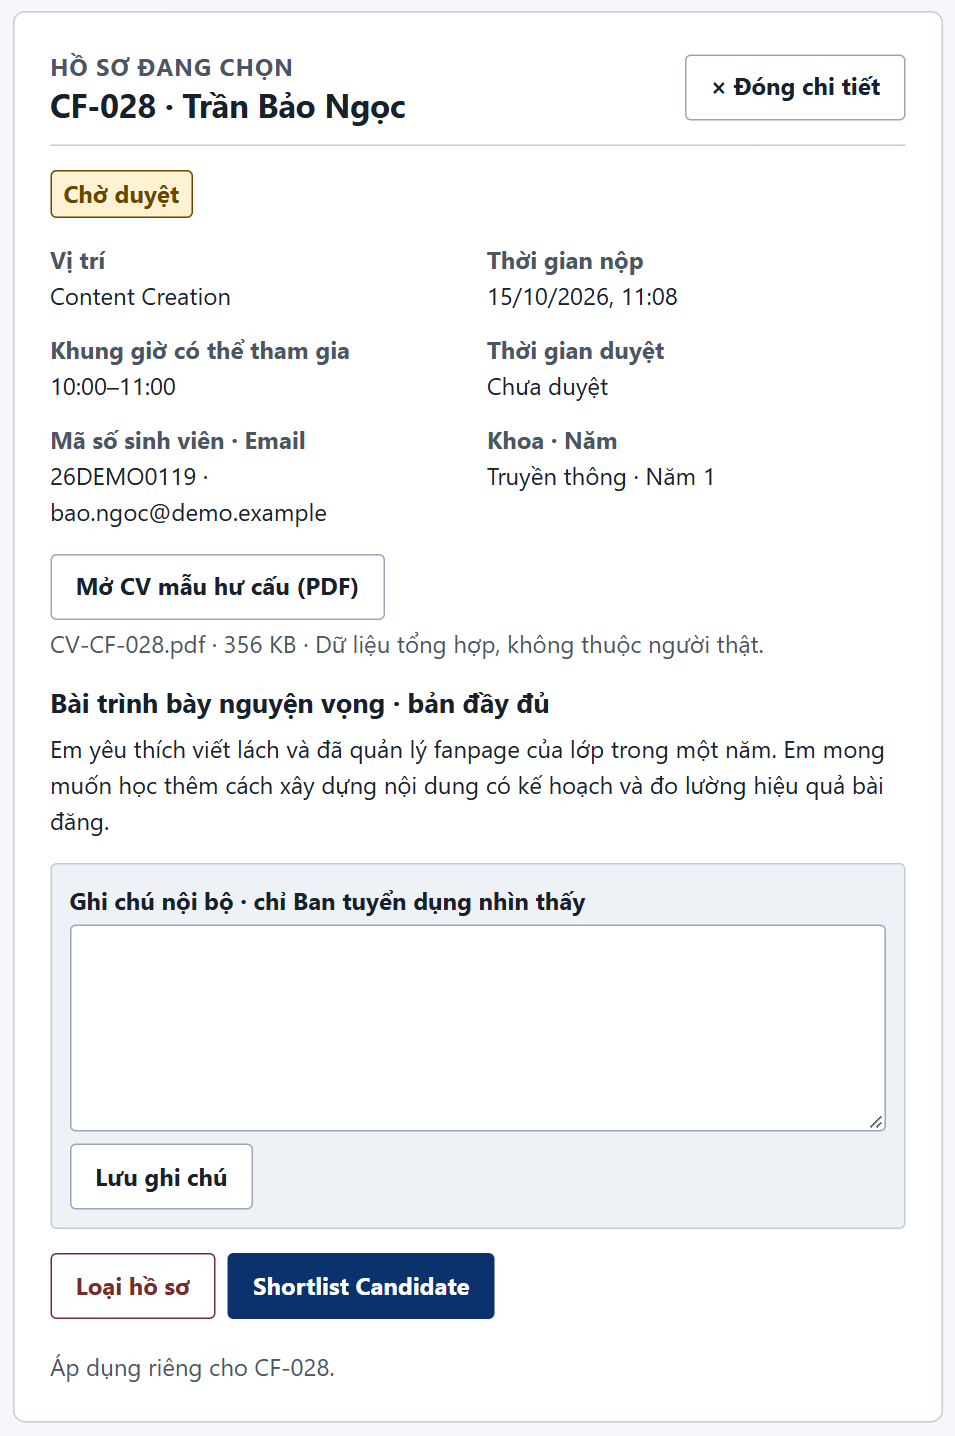 HỒ SƠ ĐANG CHỌN
CF-028 · Trần Bảo Ngọc
× Đóng chi tiết
Chờ duyệt
Vị trí
Content Creation
Thời gian nộp
15/10/2026, 11:08
Khung giờ có thể tham gia
10:00–11:00
Thời gian duyệt
Chưa duyệt
Mã số sinh viên · Email
26DEMO0119 ·
bao.ngoc@demo.example
Khoa · Năm
Truyền thông · Năm 1
Mở CV mẫu hư cấu (PDF)
CV-CF-028.pdf · 356 KB · Dữ liệu tổng hợp, không thuộc người thật.
Bài trình bày nguyện vọng · bản đầy đủ
Em yêu thích viết lách và đã quản lý fanpage của lớp trong một năm. Em mong
muốn học thêm cách xây dựng nội dung có kế hoạch và đo lường hiệu quả bài
đăng.
Ghi chú nội bộ · chỉ Ban tuyển dụng nhìn thấy
Lưu ghi chú
Loại hồ sơ
Shortlist Candidate
Áp dụng riêng cho CF-028.